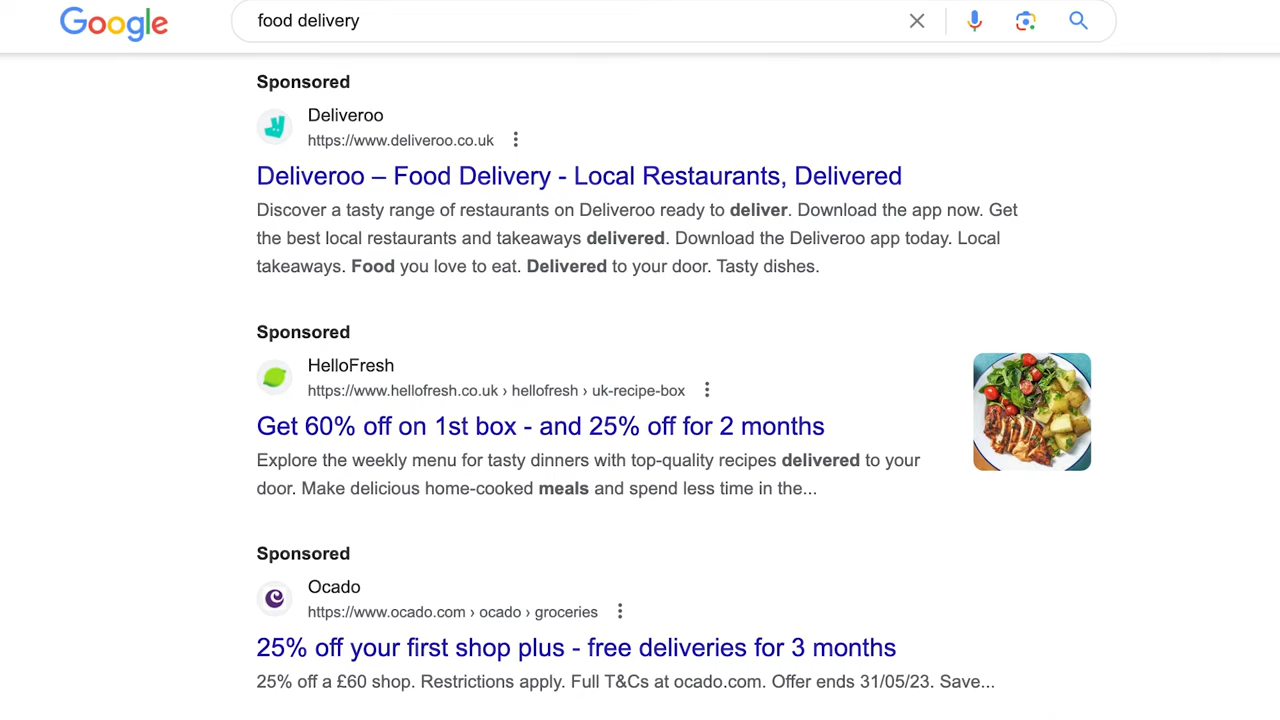 Google
food delivery
Sponsored
Deliveroo
https://www.deliveroo.co.uk
Deliveroo – Food Delivery - Local Restaurants, Delivered
Discover a tasty range of restaurants on Deliveroo ready to deliver. Download the app now. Get
the best local restaurants and takeaways delivered. Download the Deliveroo app today. Local
takeaways. Food you love to eat. Delivered to your door. Tasty dishes.
Sponsored
HelloFresh
https://www.hellofresh.co.uk › hellofresh › uk-recipe-box
Get 60% off on 1st box - and 25% off for 2 months
Explore the weekly menu for tasty dinners with top-quality recipes delivered to your
door. Make delicious home-cooked meals and spend less time in the...
Sponsored
Ocado
https://www.ocado.com › ocado › groceries
25% off your first shop plus - free deliveries for 3 months
25% off a £60 shop. Restrictions apply. Full T&Cs at ocado.com. Offer ends 31/05/23. Save...